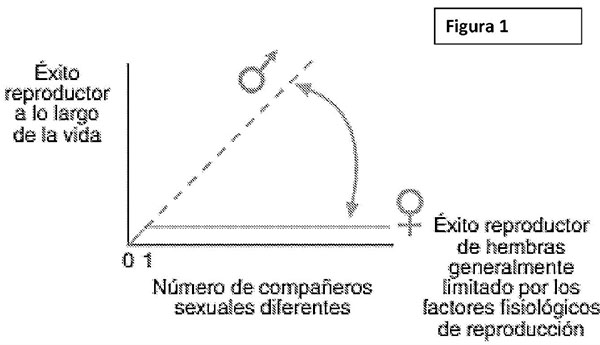 Figura 1
Éxito
reproductor
a lo largo
de la vida
0 1
Número de compañeros
sexuales diferentes
Éxito reproductor
de hembras
generalmente
limitado por los
factores fisiológicos
de reproducción